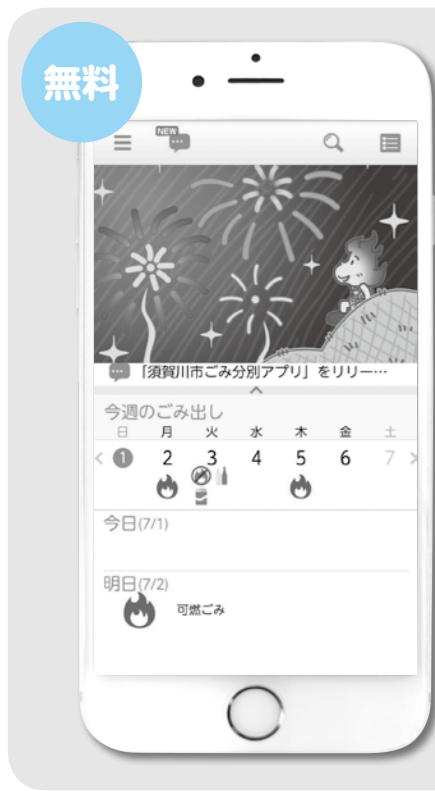 無料
NEW
「須賀川市ごみ分別アプリ」をリリー…
今週のごみ出し
日 月 火 水 木 金 土
1 2 3 4 5 6 7
今日(7/1)
明日(7/2)
可燃ごみ